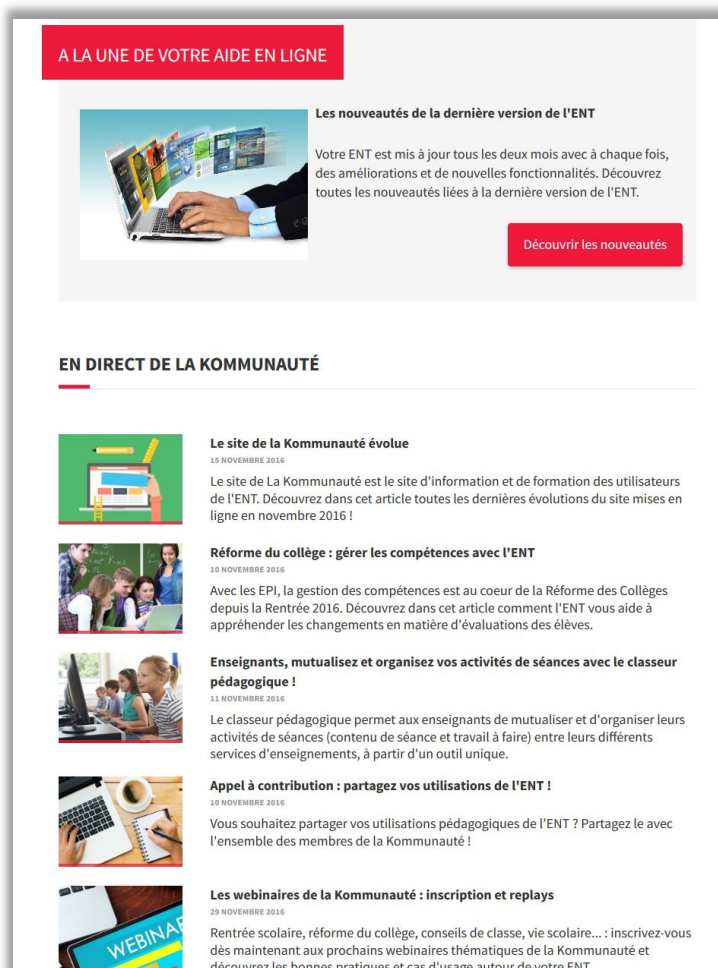 A LA UNE DE VOTRE AIDE EN LIGNE
Les nouveautés de la dernière version de l'ENT
Votre ENT est mis à jour tous les deux mois avec à chaque fois,
des améliorations et de nouvelles fonctionnalités. Découvrez
toutes les nouveautés liées à la dernière version de l'ENT.
Découvrir les nouveautés
EN DIRECT DE LA KOMMUNAUTÉ
Le site de la Kommunauté évolue
15 NOVEMBRE 2016
Le site de La Kommunauté est le site d'information et de formation des utilisateurs
de l'ENT. Découvrez dans cet article toutes les dernières évolutions du site mises en
ligne en novembre 2016 !
Réforme du collège : gérer les compétences avec l'ENT
10 NOVEMBRE 2016
Avec les EPI, la gestion des compétences est au coeur de la Réforme des Collèges
depuis la Rentrée 2016. Découvrez dans cet article comment l'ENT vous aide à
appréhender les changements en matière d'évaluations des élèves.
Enseignants, mutualisez et organisez vos activités de séances avec le classeur
pédagogique !
11 NOVEMBRE 2016
Le classeur pédagogique permet aux enseignants de mutualiser et d'organiser leurs
activités de séances (contenu de séance et travail à faire) entre leurs différents
services d'enseignements, à partir d'un outil unique.
Appel à contribution : partagez vos utilisations de l'ENT !
10 NOVEMBRE 2016
Vous souhaitez partager vos utilisations pédagogiques de l'ENT ? Partagez le avec
l'ensemble des membres de la Kommunauté !
WEBINAR
Les webinaires de la Kommunauté : inscription et replays
29 NOVEMBRE 2016
Rentrée scolaire, réforme du collège, conseils de classe, vie scolaire... : inscrivez-vous
dès maintenant aux prochains webinaires thématiques de la Kommunauté et
découvrez les bonnes pratiques et cas d'usage autour de votre ENT